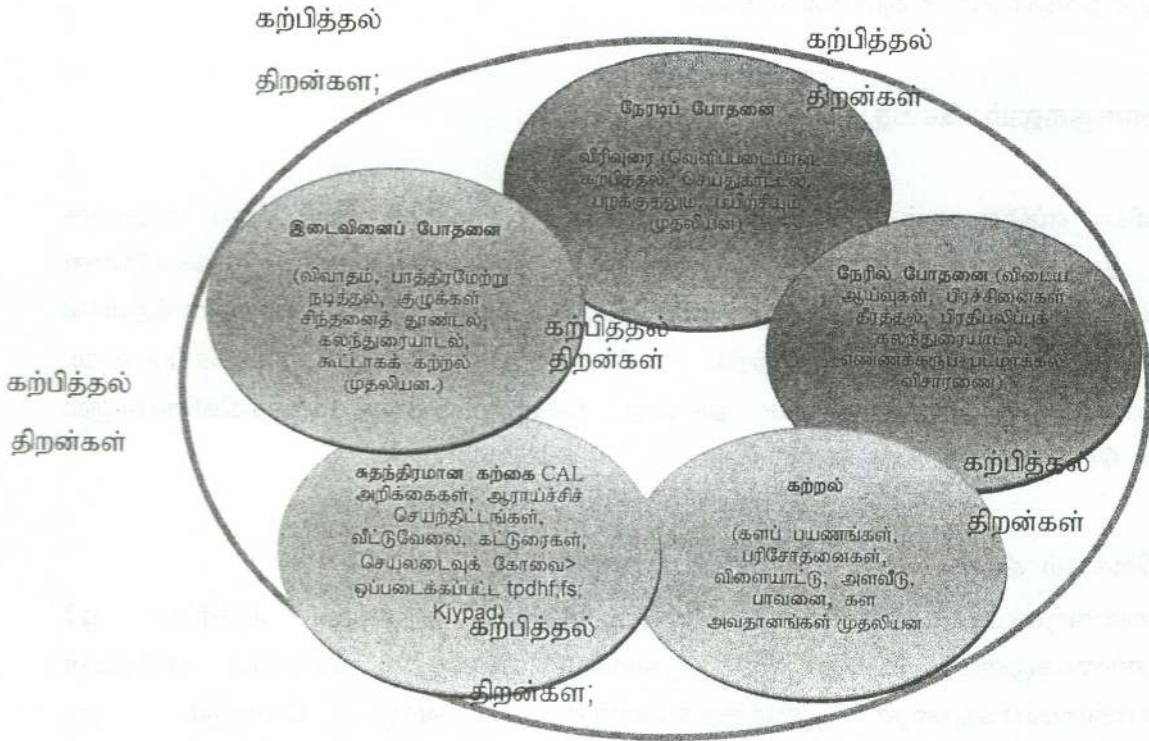 கற்பித்தல்
திறன்கள;
கற்பித்தல்
திறன்கள்
நேரடிப் போதனை
விரிவுரை (வெளிப்படையான
கற்பித்தல், செய்துகாட்டல்,
பழக்குதலும், பயிற்சியும்
முதலியன)
இடைவினைப் போதனை
(விவாதம், பாத்திரமேற்று
நடித்தல், குழுக்கள்
சிந்தனைத் தூண்டல்,
கலந்துரையாடல்,
கூட்டாகக் கற்றல்
முதலியன.)
நேரில் போதனை (விடைய
ஆய்வுகள், பிரச்சினைகள்
தீர்த்தல், பிரதிபலிப்புக்
கலந்துரையாடல்,
எண்ணக்கருப் படமாக்கல்
விசாரணை)
கற்பித்தல்
திறன்கள்
கற்பித்தல்
திறன்கள்
சுதந்திரமான கற்கை CAL
அறிக்கைகள், ஆராய்ச்சிச்
செயற்திட்டங்கள்,
வீட்டுவேலை, கட்டுரைகள்,
செயலடைவுக் கோவை>
ஒப்படைக்கப்பட்ட tpdhf;fs;
Kjypad)
கற்பித்தல்
திறன்கள;
கற்றல்
(களப் பயணங்கள்,
பரிசோதனைகள்,
விளையாட்டு, அளவீடு,
பாவனை, கள
அவதானங்கள் முதலியன
கற்பித்தல்
திறன்கள்